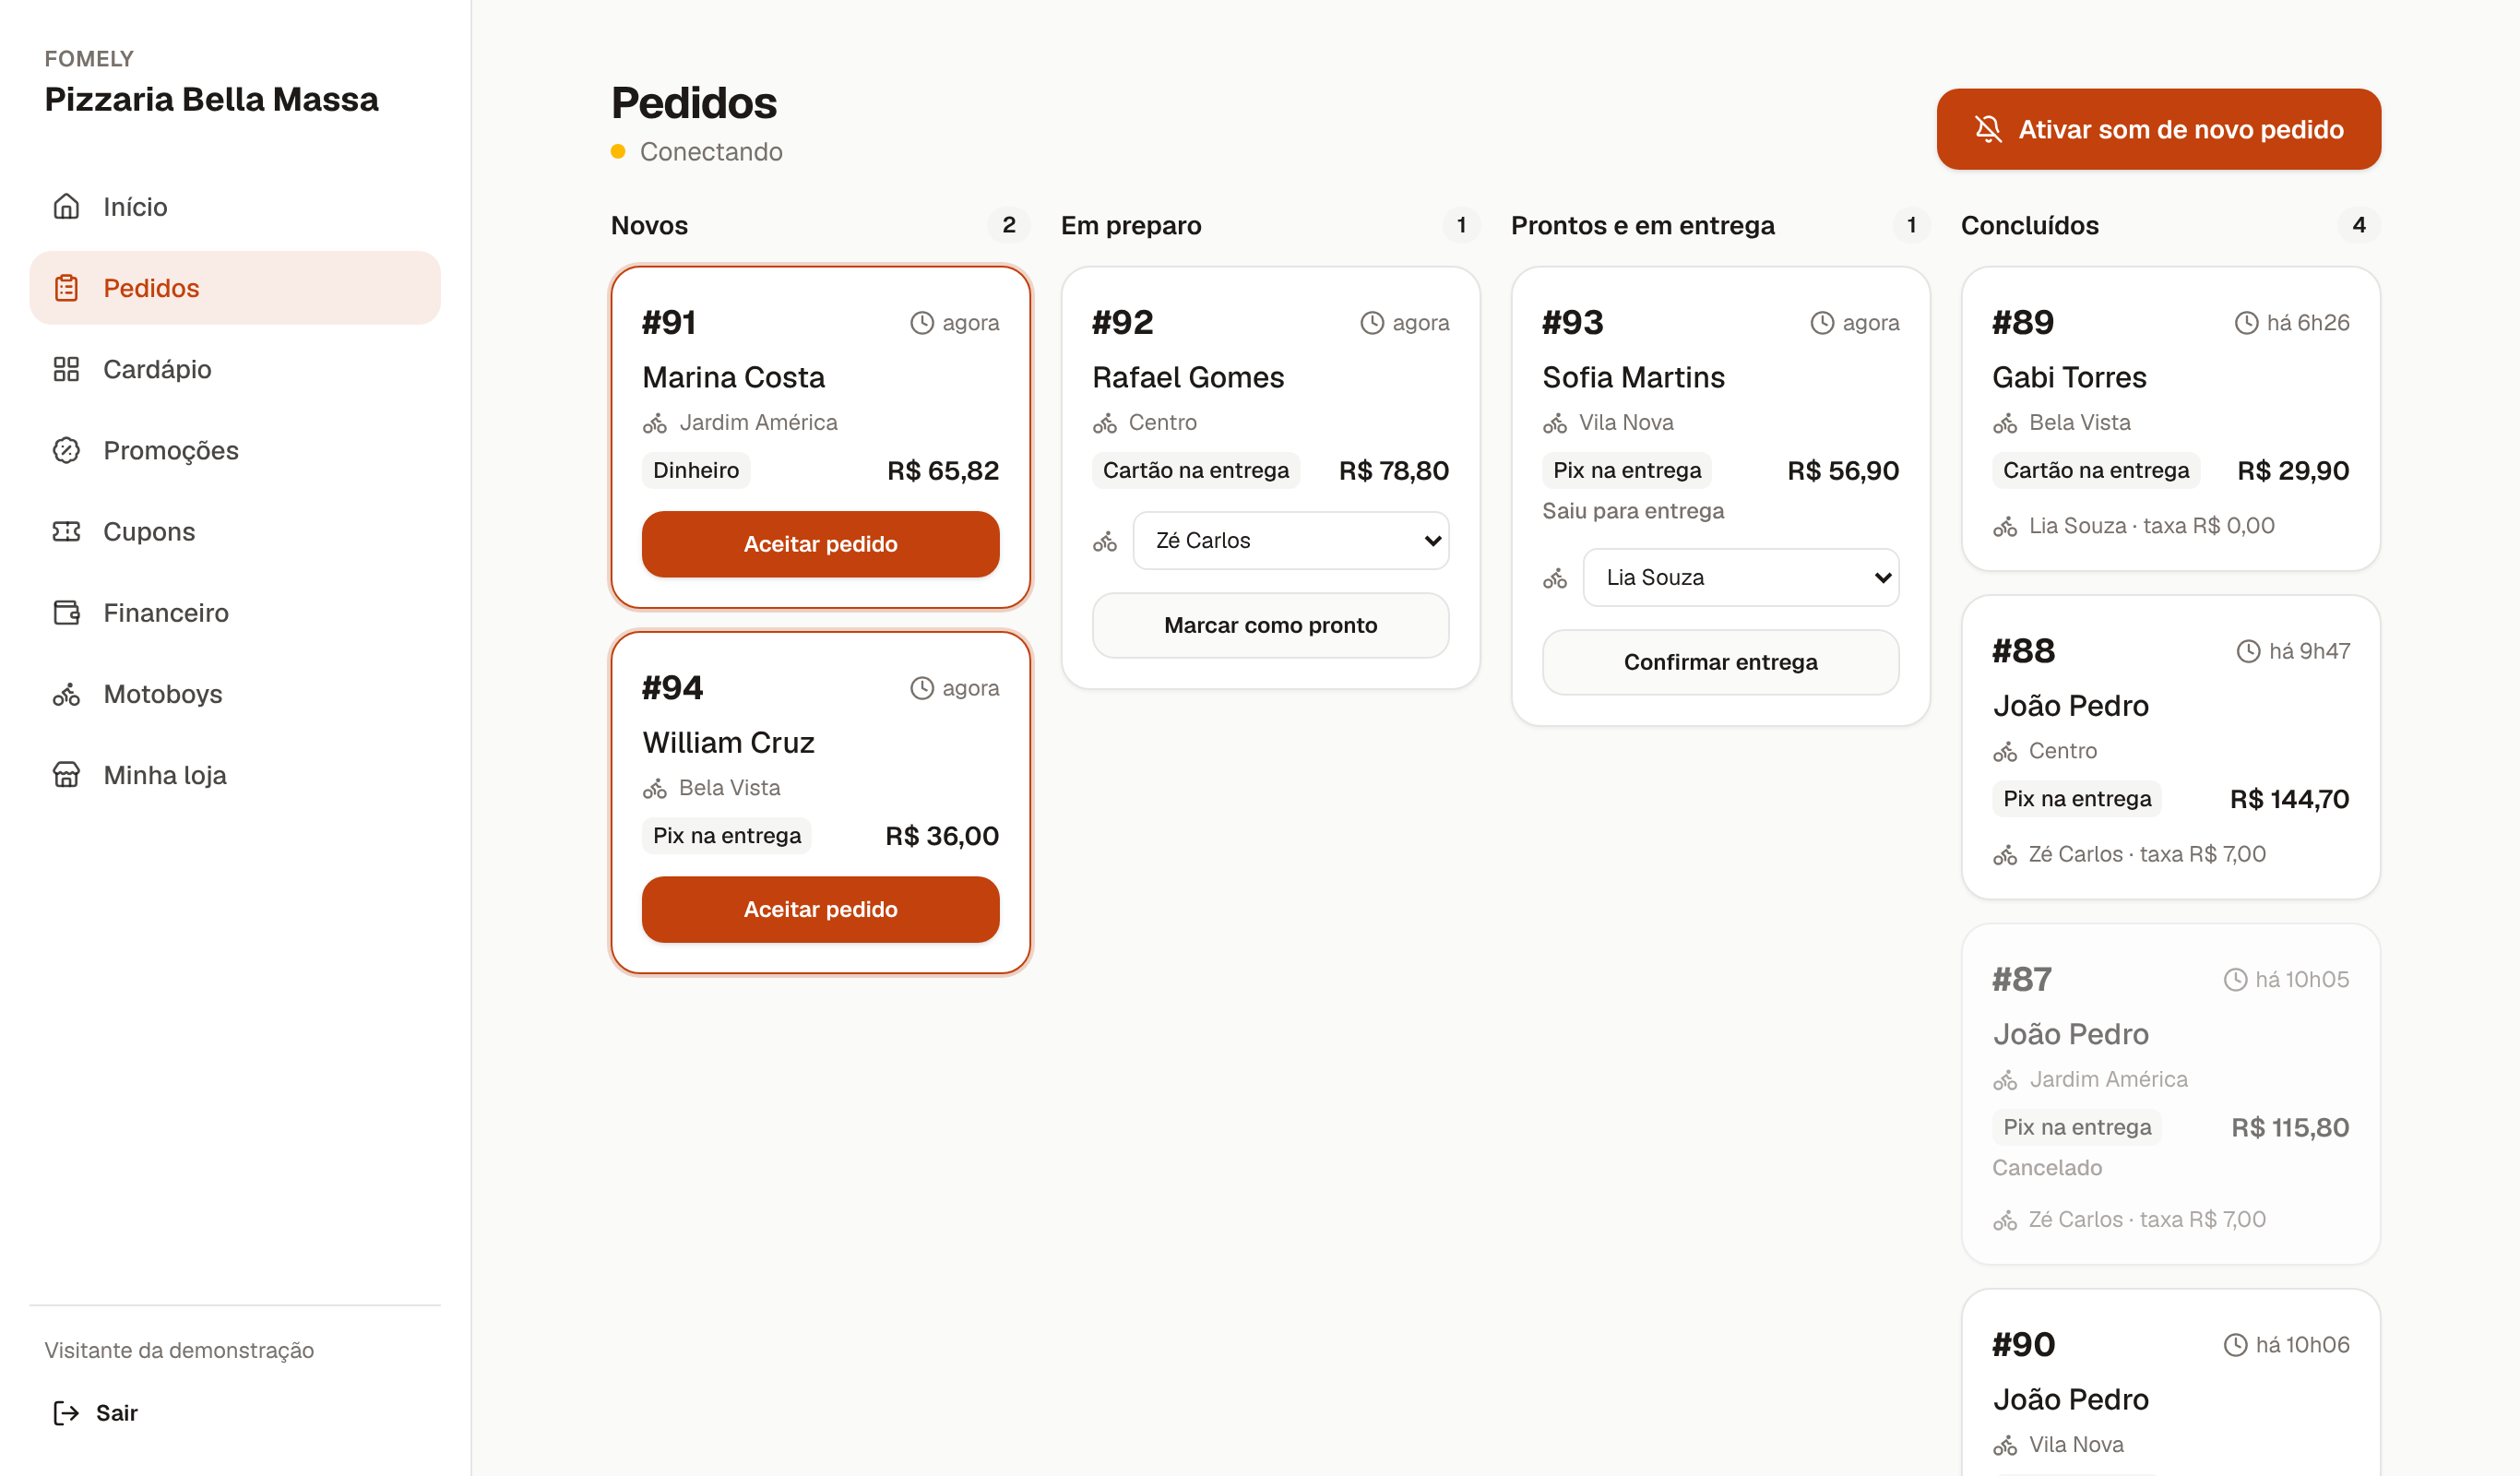 FOMELY
Pizzaria Bella Massa
Início
Pedidos
Cardápio
Promoções
Cupons
Financeiro
Motoboys
Minha loja
Visitante da demonstração
Sair
Pedidos
Conectando
Ativar som de novo pedido
Novos 2
#91 agora
Marina Costa
Jardim América
Dinheiro R$ 65,82
Aceitar pedido
#94 agora
William Cruz
Bela Vista
Pix na entrega R$ 36,00
Aceitar pedido
Em preparo 1
#92 agora
Rafael Gomes
Centro
Cartão na entrega R$ 78,80
Zé Carlos
Marcar como pronto
Prontos e em entrega 1
#93 agora
Sofia Martins
Vila Nova
Pix na entrega R$ 56,90
Saiu para entrega
Lia Souza
Confirmar entrega
Concluídos 4
#89 há 6h26
Gabi Torres
Bela Vista
Cartão na entrega R$ 29,90
Lia Souza · taxa R$ 0,00
#88 há 9h47
João Pedro
Centro
Pix na entrega R$ 144,70
Zé Carlos · taxa R$ 7,00
#87 há 10h05
João Pedro
Jardim América
Pix na entrega R$ 115,80
Cancelado
Zé Carlos · taxa R$ 7,00
#90 há 10h06
João Pedro
Vila Nova